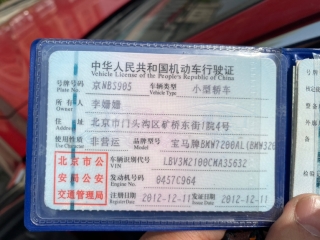 中华人民共和国机动车行驶证
Vehicle License of the People's Republic of China
号牌号码 京NB3905 车辆类型 小型轿车
Plate No. Vehicle Type
所有人 李姗姗
Owner
住址 北京市门头沟区矿桥东街(院4号
Address
使用性质 非营运 品牌型号 宝马牌BMW7200AL(BMW320
Use Character Model
北京市公 车辆识别代号 LBV3M2100CMA35632
安局公安 VIN
交通管理局 发动机号码 0457C964
Engine No.
注册日期 2012-12-11 发证日期 2012-12-11
Register Date Issue Date